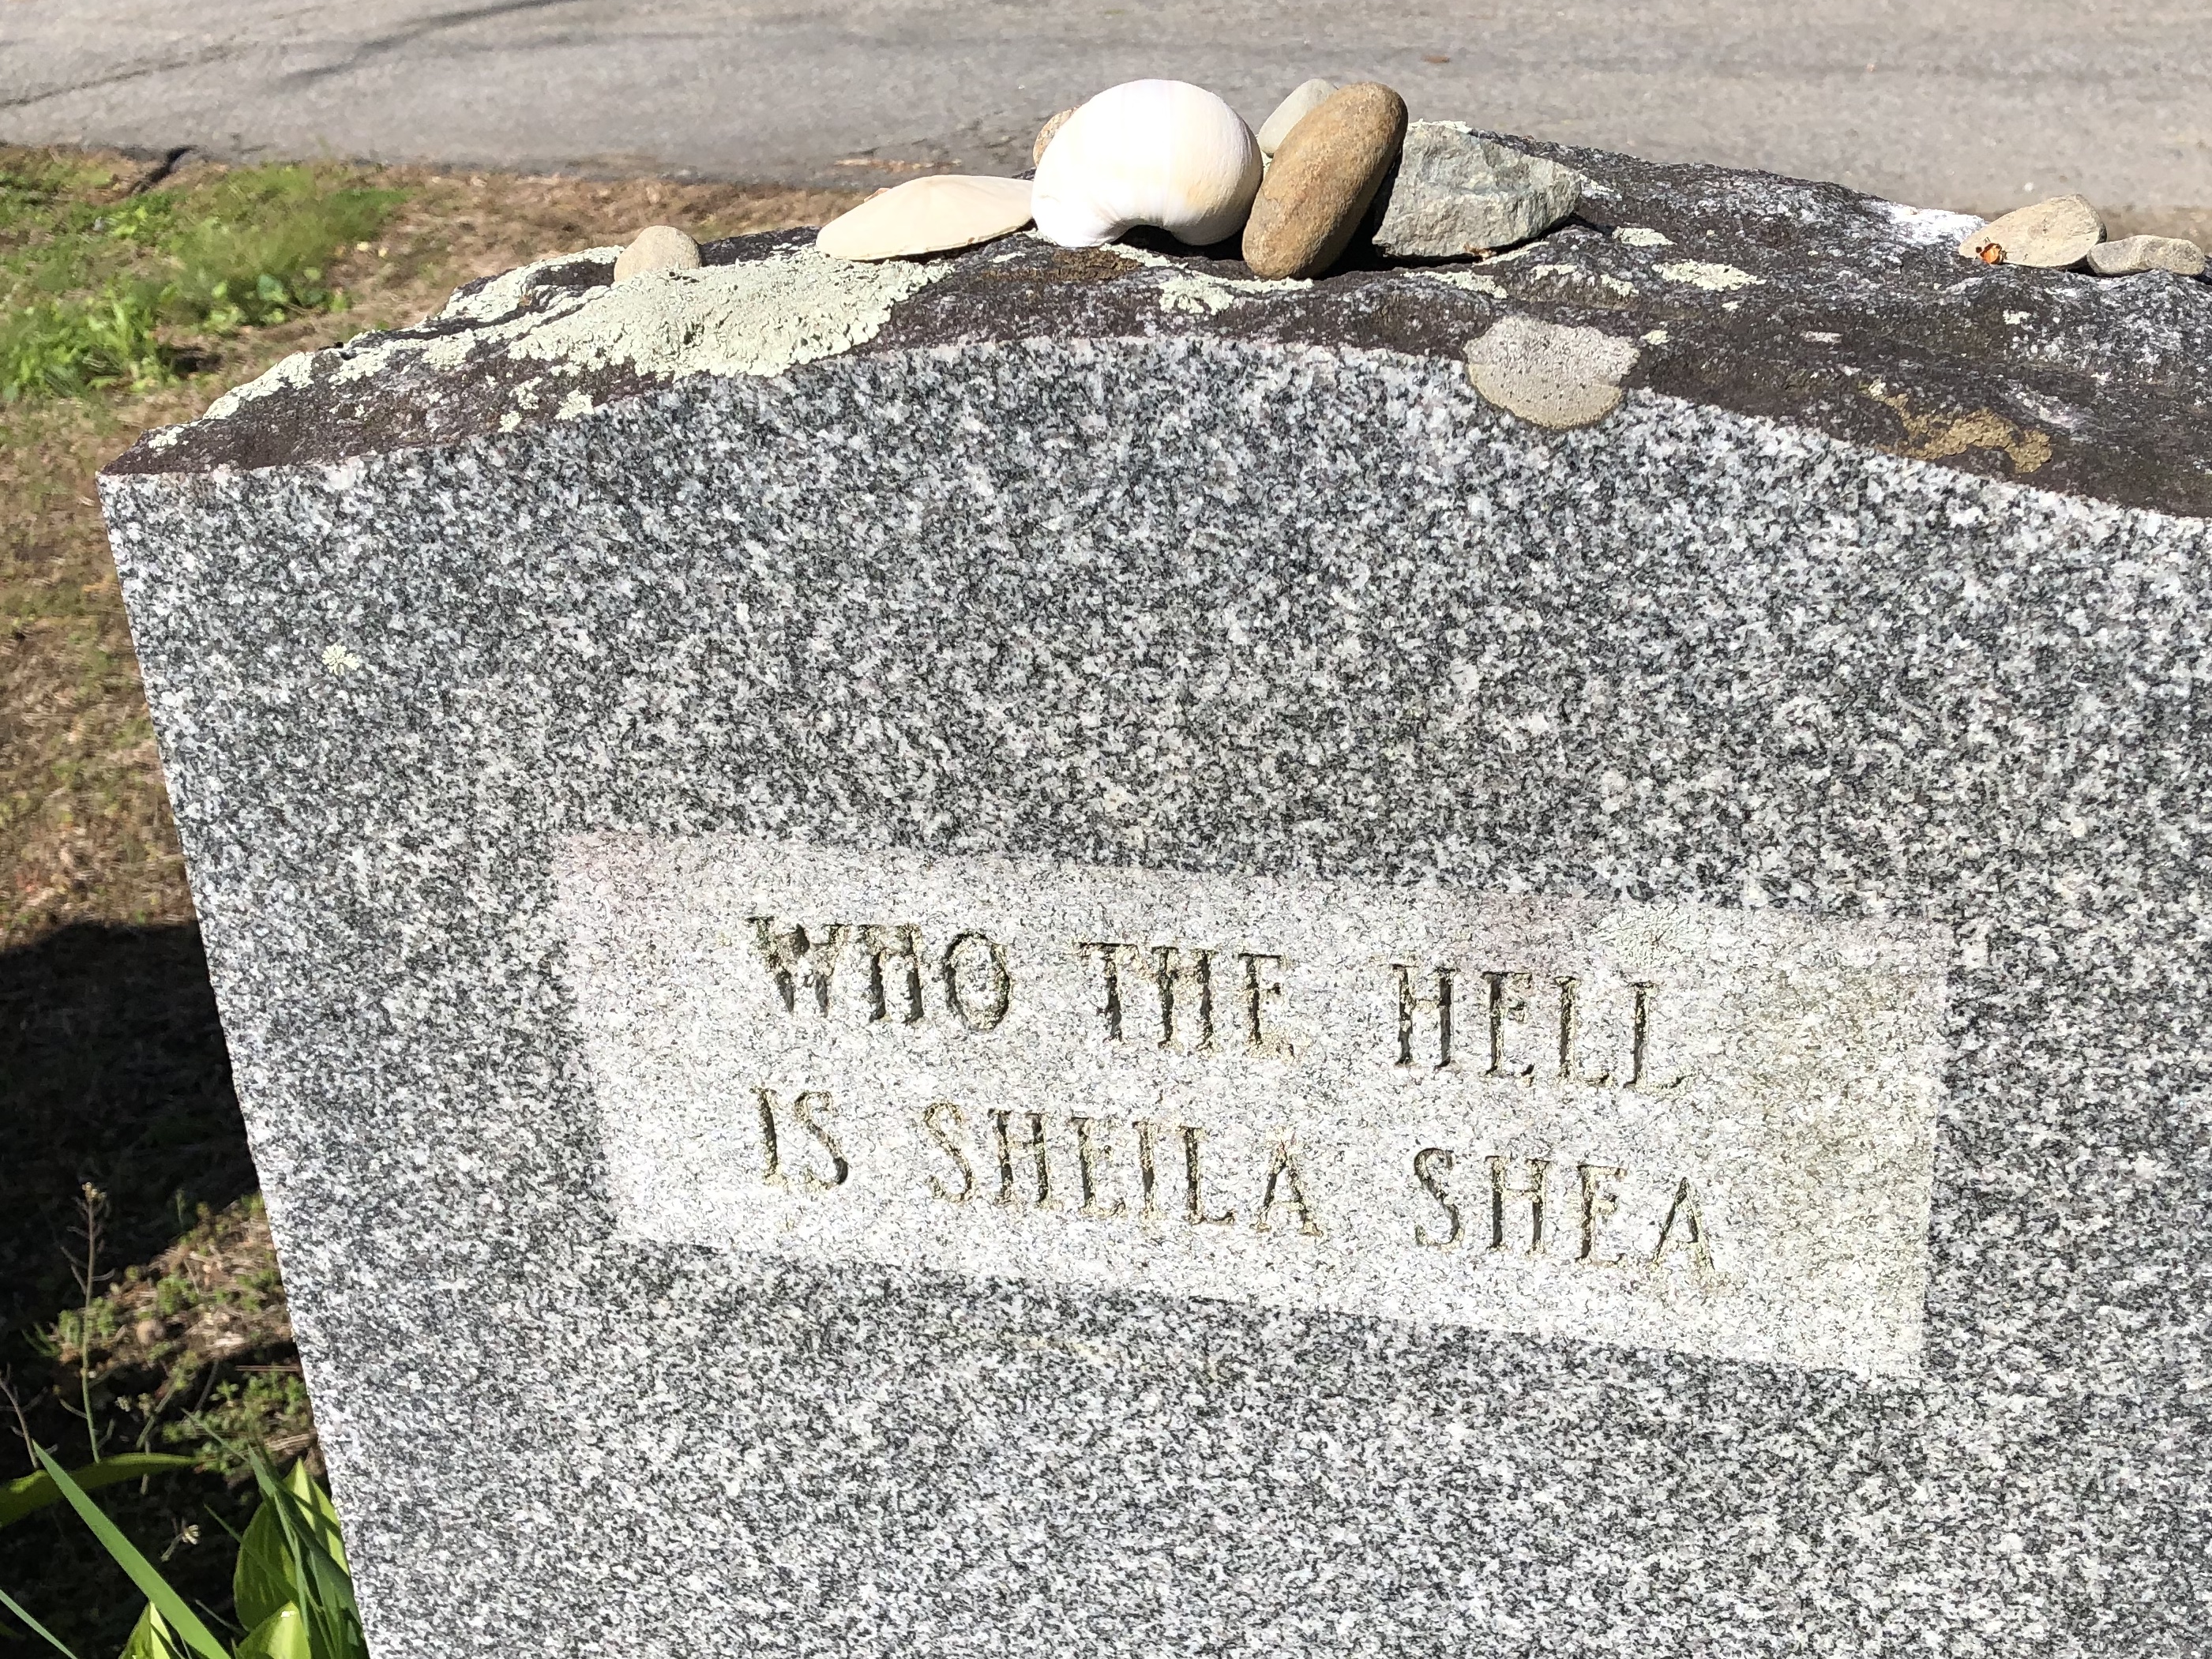 WHO THE HELL
IS SHEILA SHEA